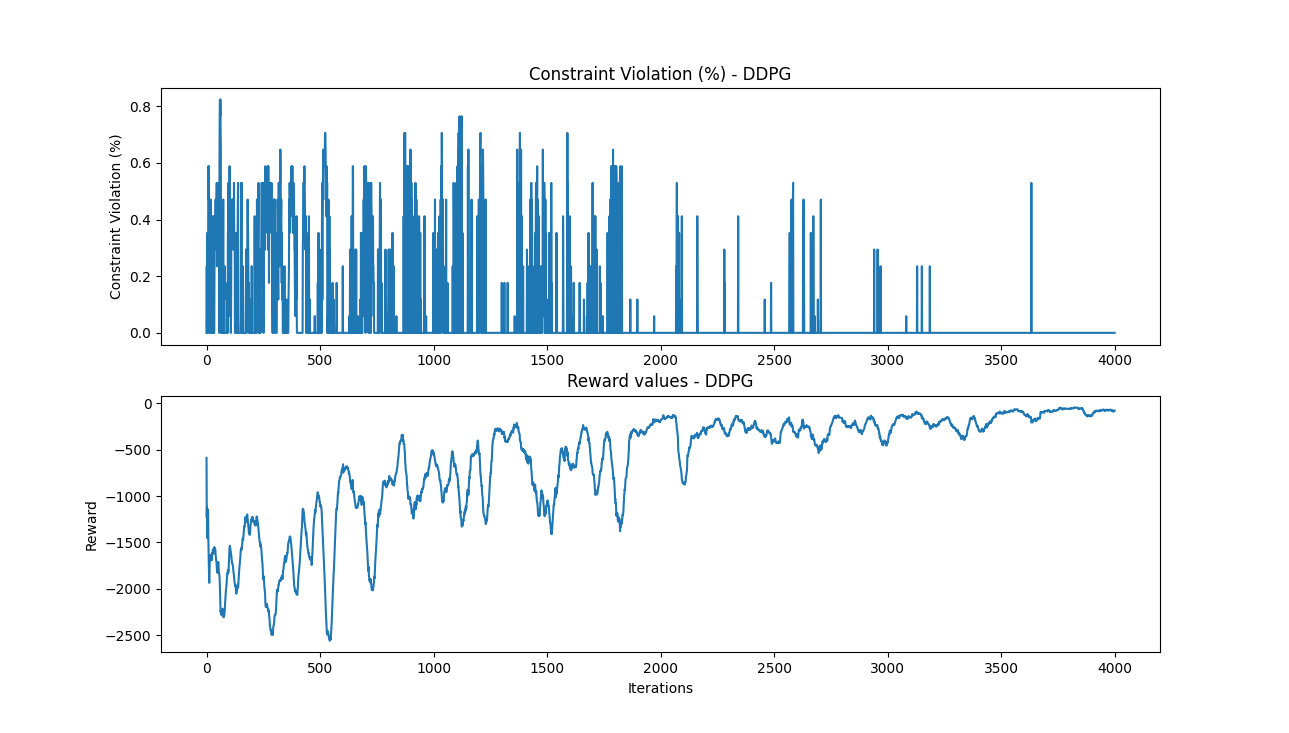 Constraint Violation (%) - DDPG
Constraint Violation (%)
0.8
0.6
0.4
0.2
0.0
0 500 1000 1500 2000 2500 3000 3500 4000
Reward values - DDPG
Reward
0
−500
−1000
−1500
−2000
−2500
0 500 1000 1500 2000 2500 3000 3500 4000
Iterations